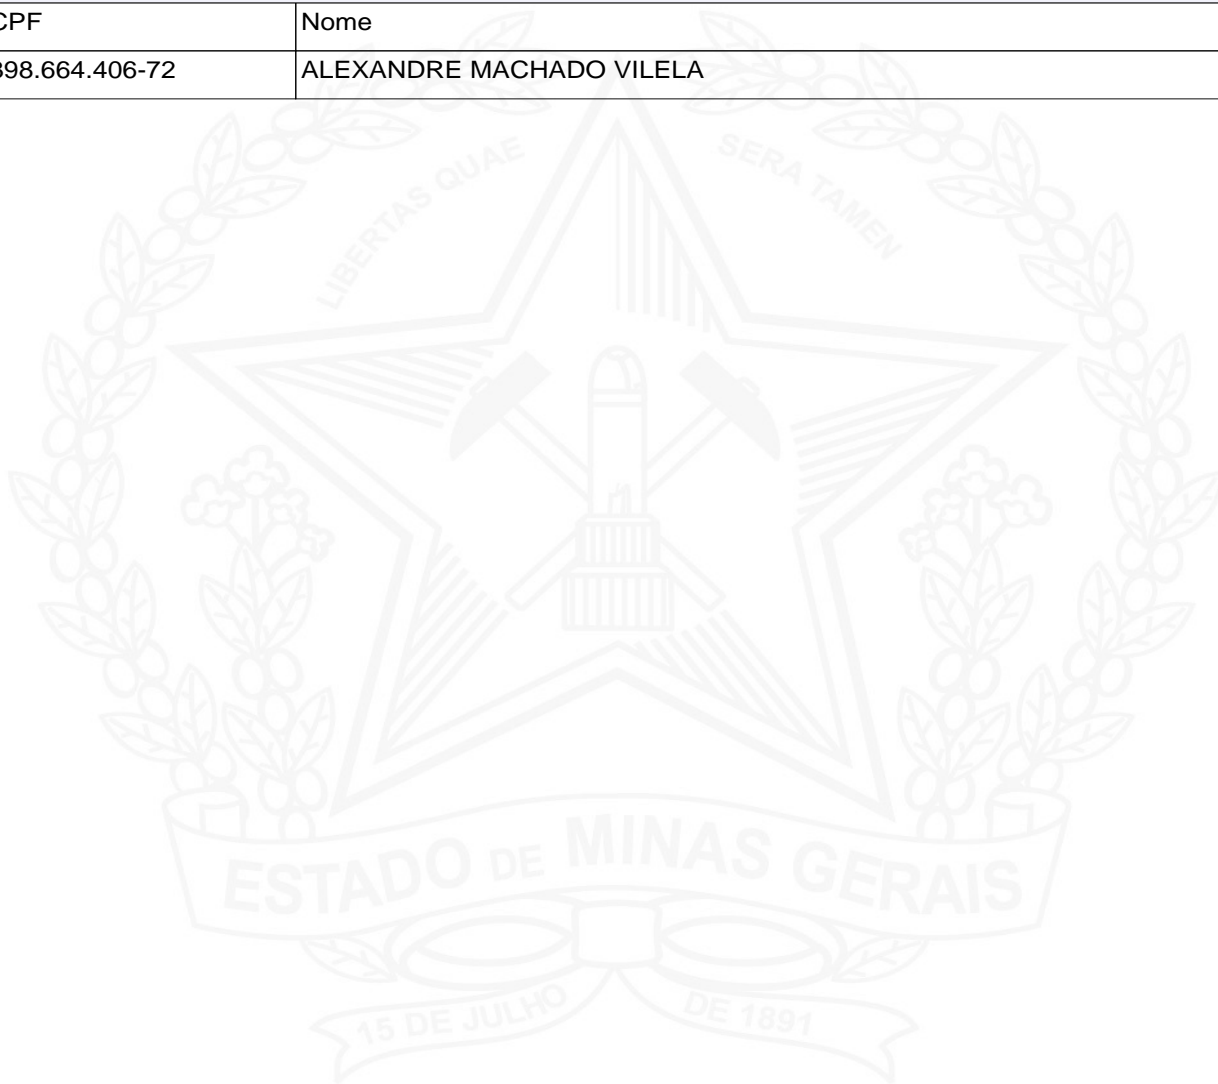 CPF Nome
898.664.406-72 ALEXANDRE MACHADO VILELA
LIBERTAS QUAE SERA TAMEN
ESTADO DE MINAS GERAIS
15 DE JULHO DE 1891